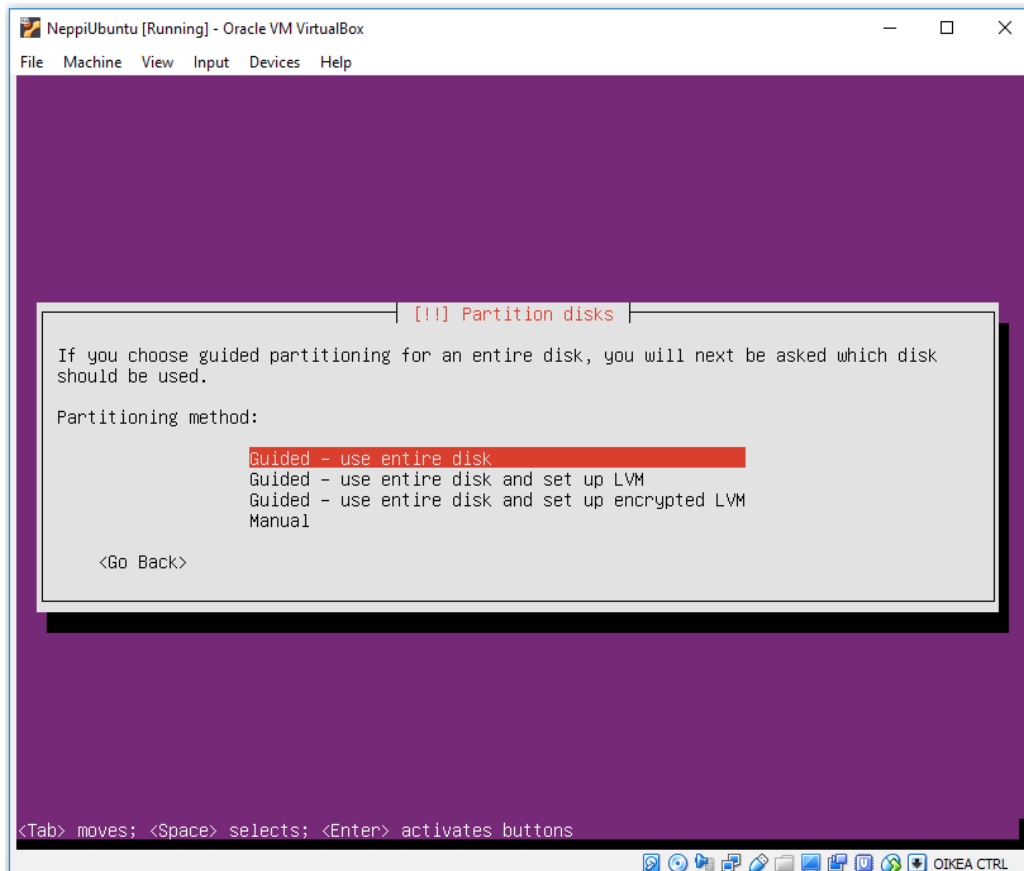 NeppiUbuntu [Running] - Oracle VM VirtualBox
File Machine View Input Devices Help
[!!] Partition disks
If you choose guided partitioning for an entire disk, you will next be asked which disk
should be used.
Partitioning method:
Guided – use entire disk
Guided – use entire disk and set up LVM
Guided – use entire disk and set up encrypted LVM
Manual
<Go Back>
<Tab> moves; <Space> selects; <Enter> activates buttons
OIKEA CTRL